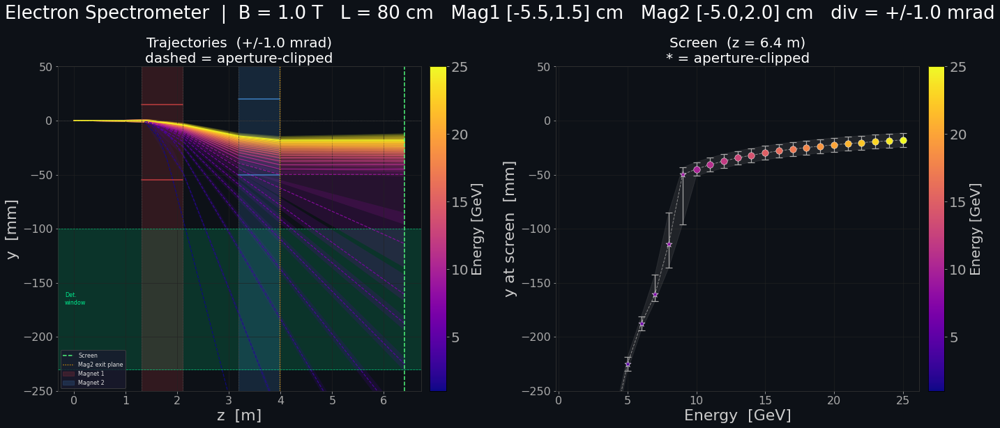 Electron Spectrometer | B = 1.0 T L = 80 cm Mag1 [-5.5,1.5] cm Mag2 [-5.0,2.0] cm div = +/-1.0 mrad
Trajectories (+/-1.0 mrad)
dashed = aperture-clipped
50
0
−50
−100
−150
−200
−250
y [mm]
0
1
2
3
4
5
6
z [m]
Det.
window
Screen
Mag2 exit plane
Magnet 1
Magnet 2
25
20
15
10
5
Energy [GeV]
Screen (z = 6.4 m)
* = aperture-clipped
50
0
−50
−100
−150
−200
−250
y at screen [mm]
0
5
10
15
20
25
Energy [GeV]
25
20
15
10
5
Energy [GeV]